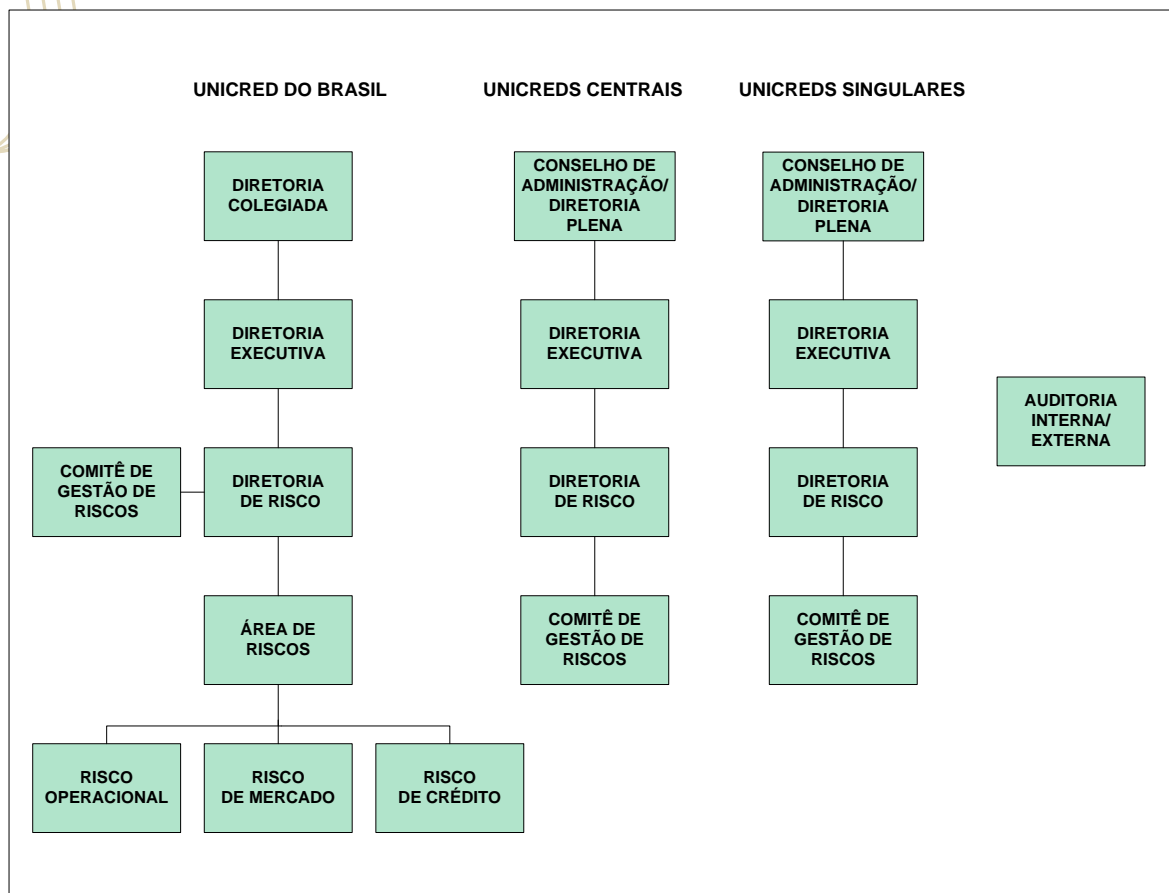 UNICRED DO BRASIL
UNICREDS CENTRAIS
UNICREDS SINGULARES
DIRETORIA
COLEGIADA
CONSELHO DE
ADMINISTRAÇÃO/
DIRETORIA
PLENA
CONSELHO DE
ADMINISTRAÇÃO/
DIRETORIA
PLENA
DIRETORIA
EXECUTIVA
DIRETORIA
EXECUTIVA
DIRETORIA
EXECUTIVA
AUDITORIA
INTERNA/
EXTERNA
COMITÊ DE
GESTÃO DE
RISCOS
DIRETORIA
DE RISCO
DIRETORIA
DE RISCO
DIRETORIA
DE RISCO
ÁREA DE
RISCOS
COMITÊ DE
GESTÃO DE
RISCOS
COMITÊ DE
GESTÃO DE
RISCOS
RISCO
OPERACIONAL
RISCO
DE MERCADO
RISCO
DE CRÉDITO